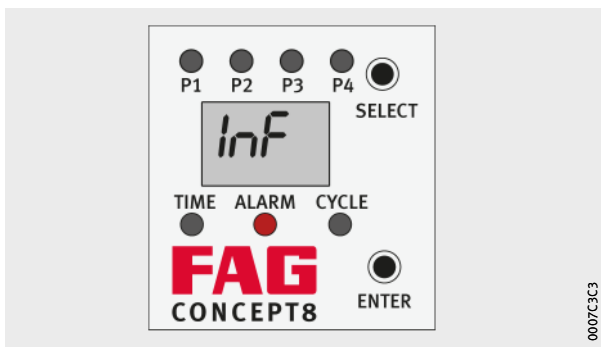 P1 P2 P3 P4
SELECT
InF
TIME ALARM CYCLE
FAG
CONCEPT8
ENTER
0007C3C3